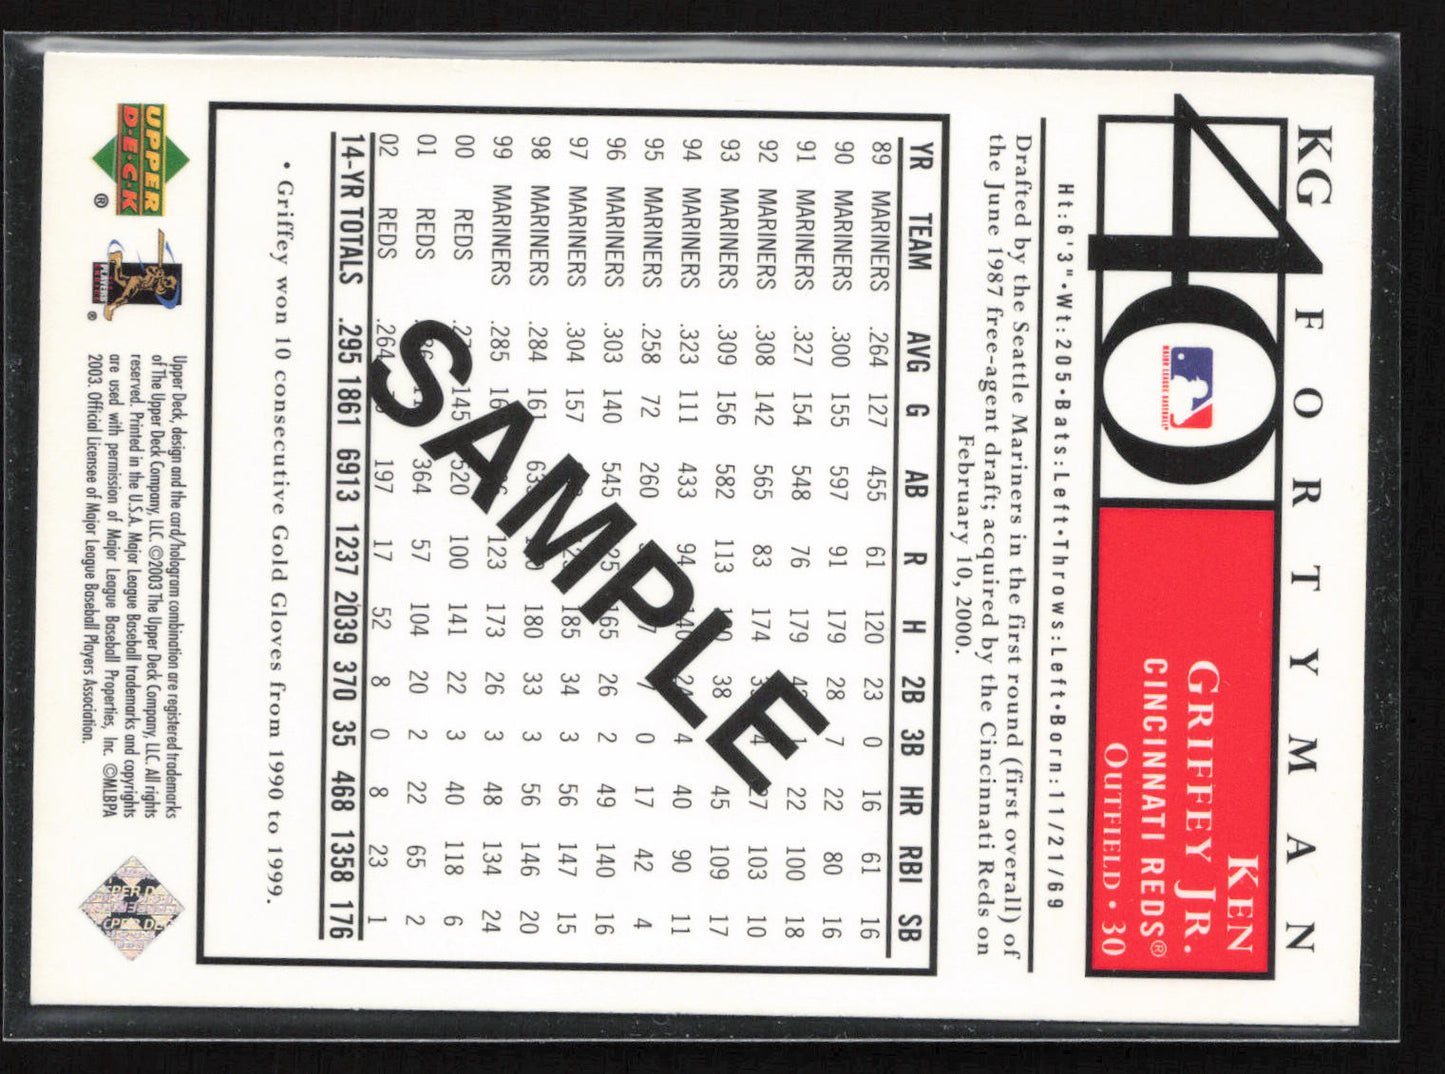 KG FORTY MAN
40
MAJOR LEAGUE BASEBALL
KEN
GRIFFEY JR.
CINCINNATI REDS®
OUTFIELD • 30
Ht:6'3"•Wt:205•Bats:Left•Throws:Left•Born:11/21/69
Drafted by the Seattle Mariners in the first round (first overall) of
the June 1987 free-agent draft; acquired by the Cincinnati Reds on
February 10, 2000.
YR TEAM AVG G AB R H 2B 3B HR RBI SB
89 MARINERS .264 127 455 61 120 23 0 16 61 16
90 MARINERS .300 155 597 91 179 28 7 22 80 16
91 MARINERS .327 154 548 76 179 22 100 18
92 MARINERS .308 142 565 83 174 4 103 10
93 MARINERS .309 156 582 113 38 45 109 17
94 MARINERS .323 111 433 94 4 40 90 11
95 MARINERS .258 72 260 0 17 42 4
96 MARINERS .303 140 545 26 2 49 140 16
97 MARINERS .304 157 185 34 3 56 147 15
98 MARINERS .284 161 180 33 3 56 146 20
99 MARINERS .285 123 173 26 3 48 134 24
00 REDS 145 520 100 141 22 3 40 118 6
01 REDS 364 57 104 20 2 22 65 2
02 REDS .264 197 17 52 8 0 8 23 1
14-YR TOTALS .295 1861 6913 1237 2039 370 35 468 1358 176
SAMPLE
• Griffey won 10 consecutive Gold Gloves from 1990 to 1999.
UPPER
D•E•C•K
®
PLAYERS
®
Upper Deck, design and the card/hologram combination are registered trademarks
of The Upper Deck Company, LLC. ©2003 The Upper Deck Company, LLC. All rights
reserved. Printed in the U.S.A. Major League Baseball trademarks and copyrights
are used with permission of Major League Baseball Properties, Inc. ©MLBPA
2003. Official Licensee of Major League Baseball Players Association.